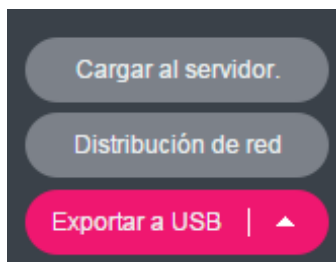 Cargar al servidor.
Distribución de red
Exportar a USB